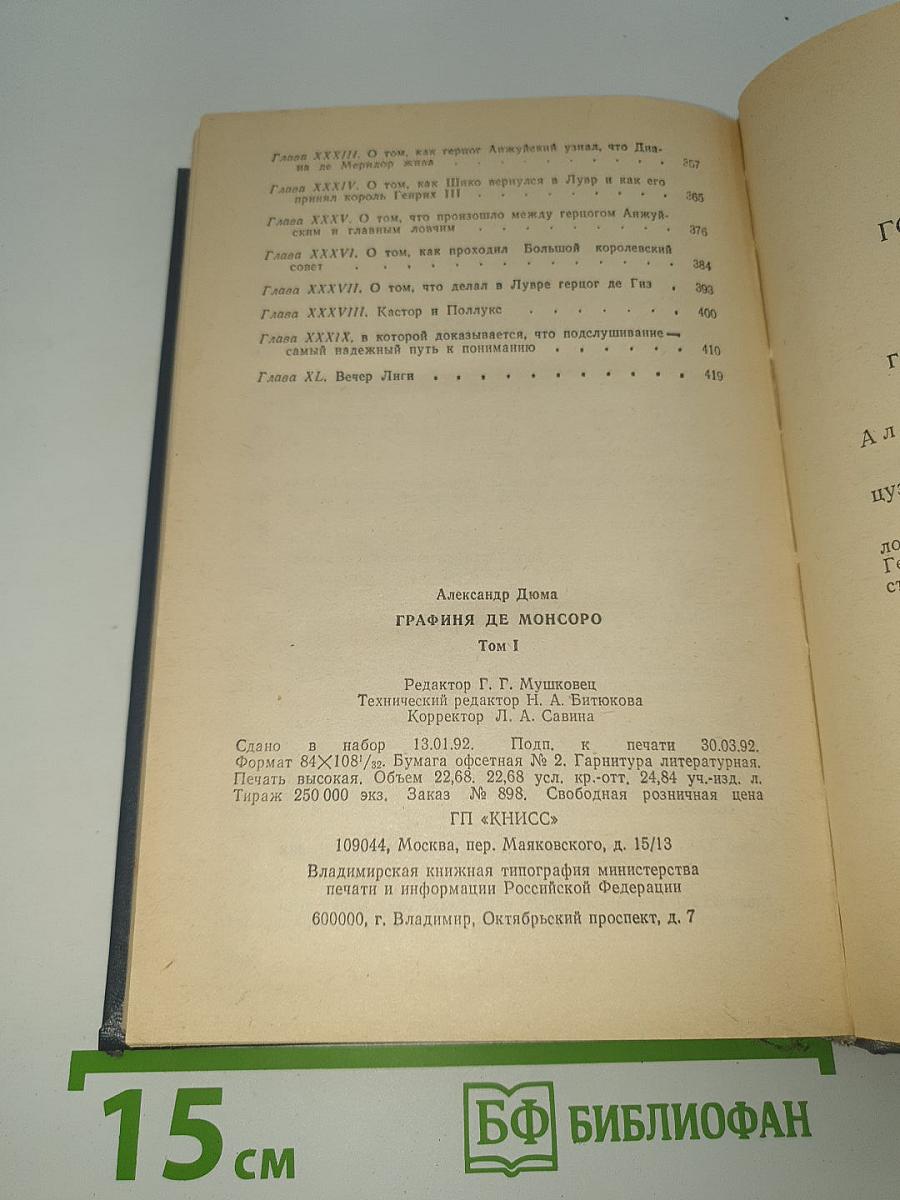 Глава XXXIII. О том, как герцог Анжуйский узнал, что Диа-
на де Меридор жива . . . . . . . . . . 357
Глава XXXIV. О том, как Шико вернулся в Лувр и как его
принял король Генрих III . . . . . . . . . 365
Глава XXXV. О том, что произошло между герцогом Анжуй-
ским и главным ловчим . . . . . . . . . 376
Глава XXXVI. О том, как проходил Большой королевский
совет . . . . . . . . . . . . . . 384
Глава XXXVII. О том, что делал в Лувре герцог де Гиз . 393
Глава XXXVIII. Кастор и Поллукс . . . . . . . 400
Глава XXXIX, в которой доказывается, что подслушивание —
самый надежный путь к пониманию . . . . . . 410
Глава XL. Вечер Лиги . . . . . . . . . . . 419
Александр Дюма
ГРАФИНЯ ДЕ МОНСОРО
Том I
Редактор Г. Г. Мушковец
Технический редактор Н. А. Битюкова
Корректор Л. А. Савина
Сдано в набор 13.01.92. Подп. к печати 30.03.92.
Формат 84×108¹/₃₂. Бумага офсетная № 2. Гарнитура литературная.
Печать высокая. Объем 22,68. 22,68 усл. кр.-отт. 24,84 уч.-изд. л.
Тираж 250 000 экз. Заказ № 898. Свободная розничная цена
ГП «КНИСС»
109044, Москва, пер. Маяковского, д. 15/13
Владимирская книжная типография министерства
печати и информации Российской Федерации
600000, г. Владимир, Октябрьский проспект, д. 7
15 см
БФ БИБЛИОФАН